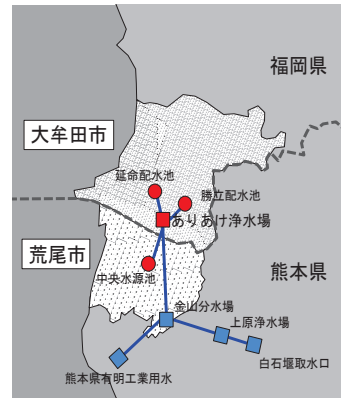 福岡県
大牟田市
延命配水池
勝立配水池
ありあけ浄水場
荒尾市
熊本県
中央水源池
金山分水場
上原浄水場
白石堰取水口
熊本県有明工業用水